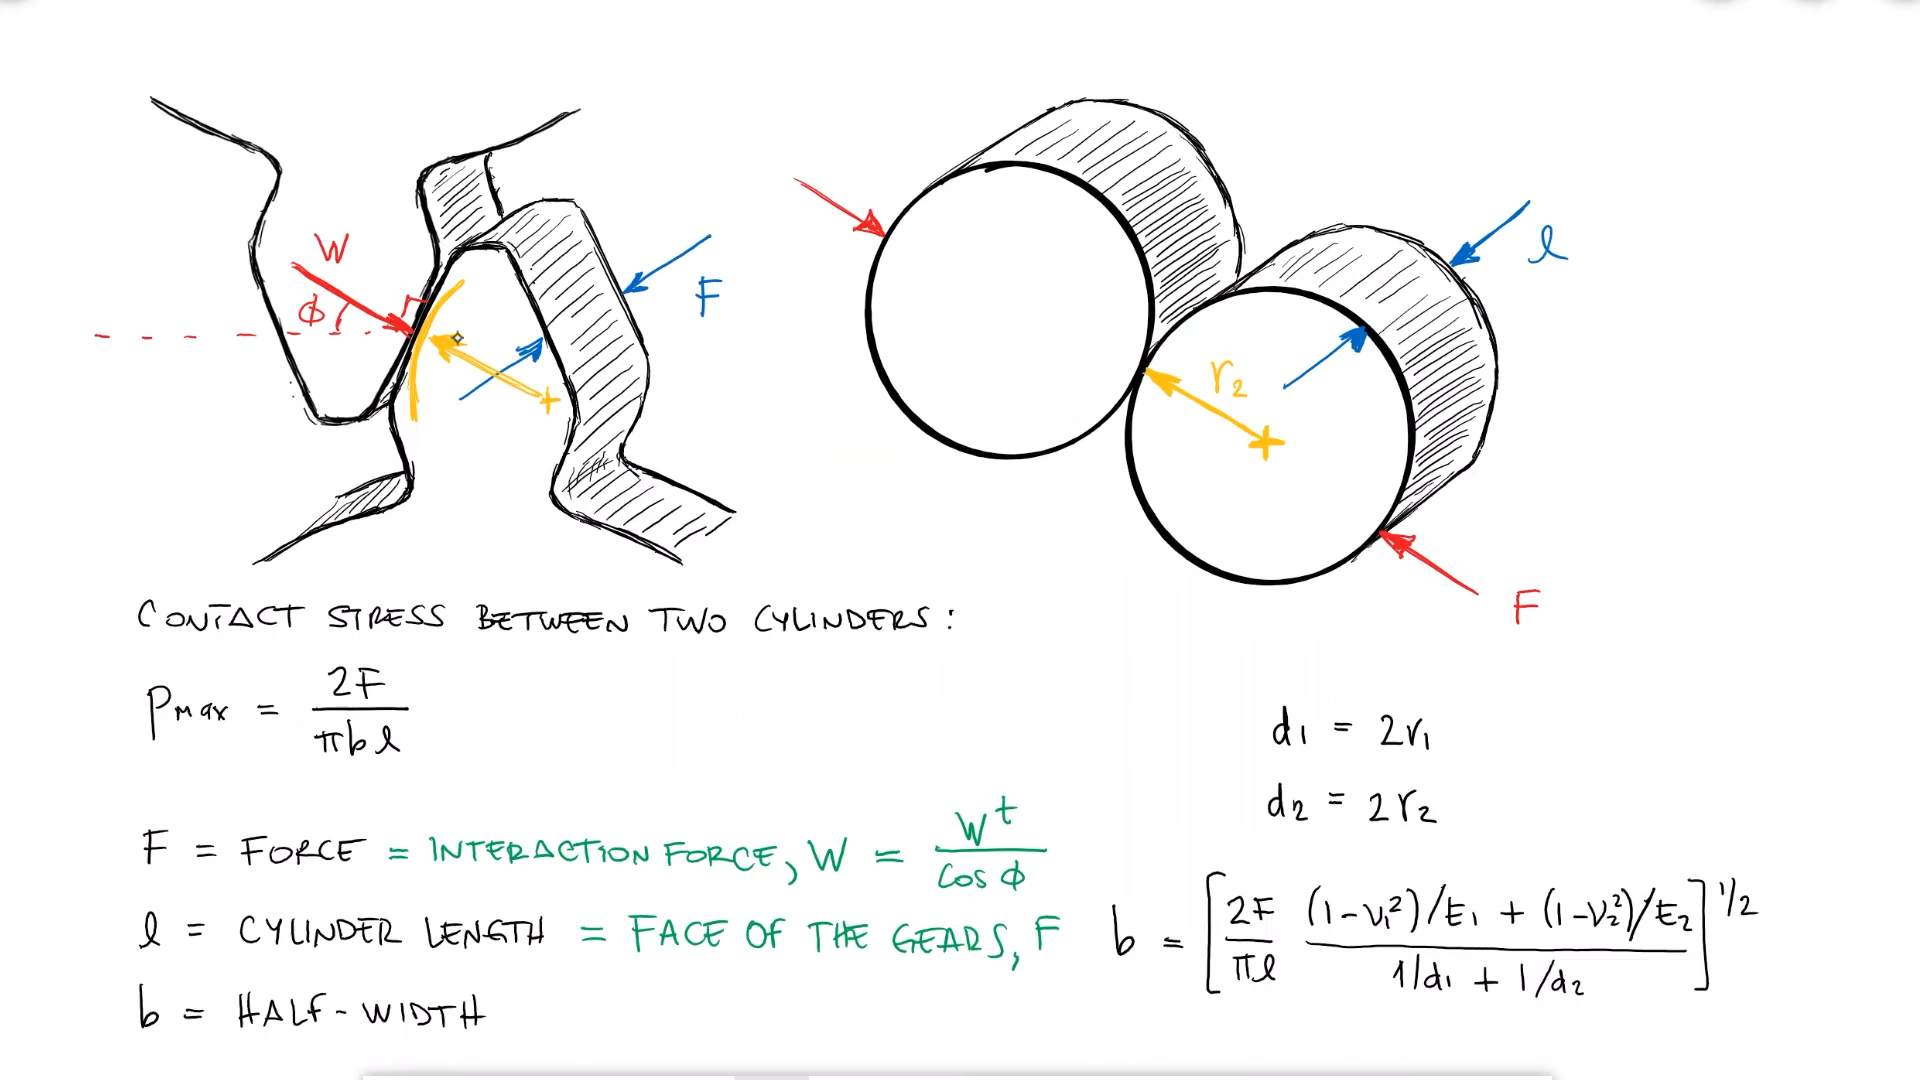 W
ϕ
F
r₂
l
F
CONTACT STRESS BETWEEN TWO CYLINDERS:
Pmax = 2F / πbl
d₁ = 2r₁
d₂ = 2r₂
F = FORCE = INTERACTION FORCE, W = Wᵗ / cos ϕ
l = CYLINDER LENGTH = FACE OF THE GEARS, F
b = [2F / πl (1-ν₁²)/E₁ + (1-ν₂²)/E₂ / 1/d₁ + 1/d₂]^1/2
b = HALF-WIDTH